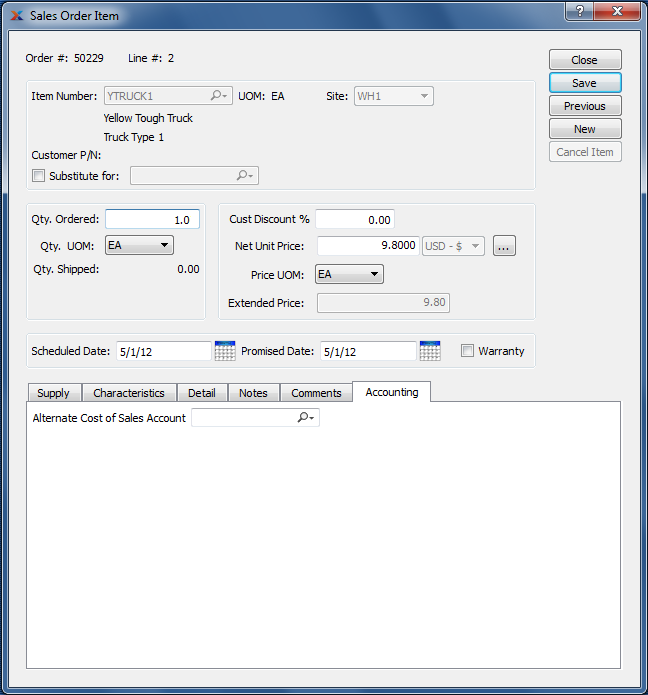 Sales Order Item
?
X
Order #: 50229 Line #: 2
Close
Save
Previous
New
Cancel Item
Item Number: YTRUCK1 UOM: EA Site: WH1
Yellow Tough Truck
Truck Type 1
Customer P/N:
Substitute for:
Qty. Ordered: 1.0
Qty. UOM: EA
Qty. Shipped: 0.00
Cust Discount % 0.00
Net Unit Price: 9.8000 USD - $ ...
Price UOM: EA
Extended Price: 9.80
Scheduled Date: 5/1/12 Promised Date: 5/1/12 Warranty
Supply Characteristics Detail Notes Comments Accounting
Alternate Cost of Sales Account